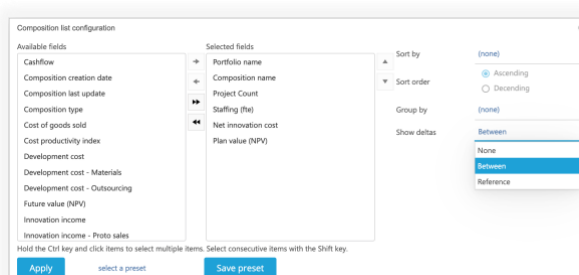 Composition list configuration
Available fields
Cashflow
Composition creation date
Composition last update
Composition type
Cost of goods sold
Cost productivity index
Development cost
Development cost - Materials
Development cost - Outsourcing
Future value (NPV)
Innovation income
Innovation income - Proto sales
Selected fields
Portfolio name
Composition name
Project Count
Staffing (fte)
Net innovation cost
Plan value (NPV)
Sort by (none)
Sort order Ascending
Decending
Group by (none)
Show deltas Between
None
Between
Reference
Hold the Ctrl key and click items to select multiple items. Select consecutive items with the Shift key.
Apply select a preset Save preset